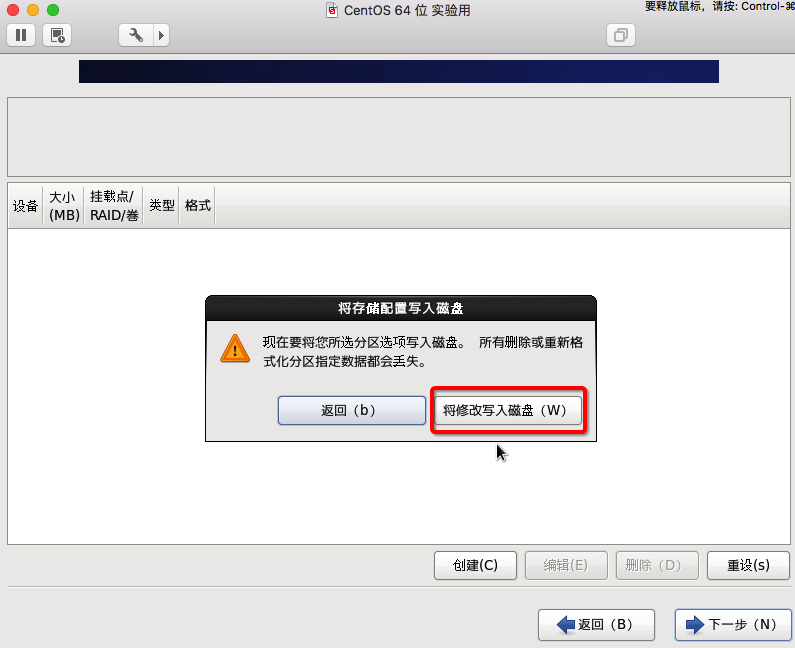 CentOS 64 位 实验用
要释放鼠标，请按: Control-⌘
设备
大小
(MB)
挂载点/
RAID/卷
类型
格式
将存储配置写入磁盘
现在要将您所选分区选项写入磁盘。 所有删除或重新格
式化分区指定数据都会丢失。
返回（b）
将修改写入磁盘（W）
创建(C)
编辑(E)
删除（D）
重设(s)
返回（B）
下一步（N）